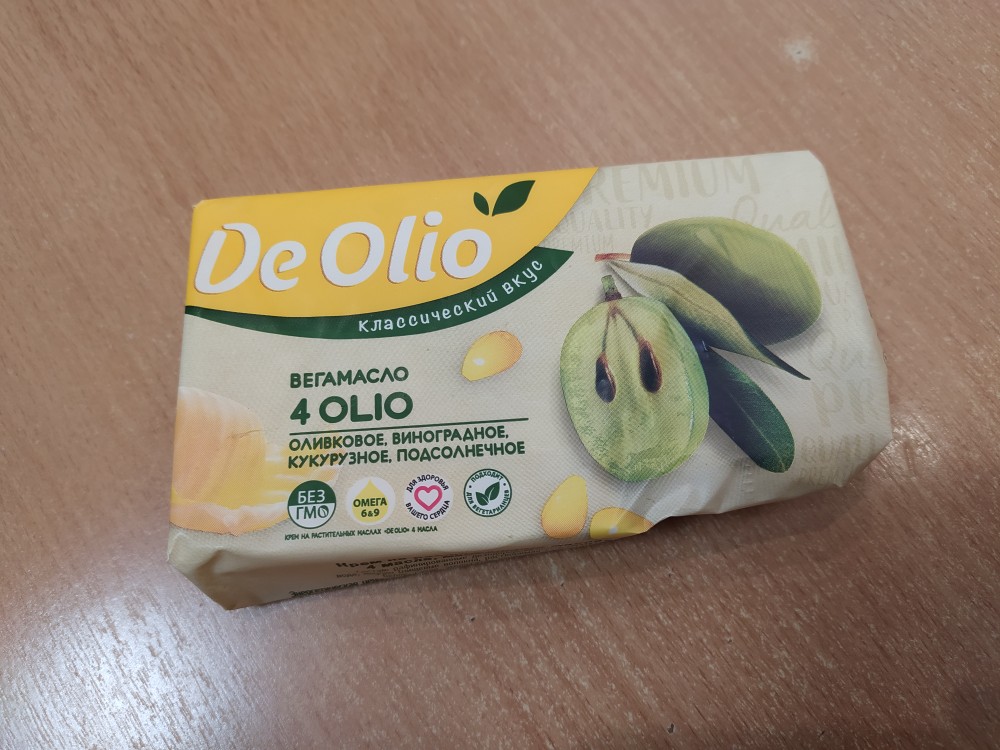 De Olio
Классический вкус
PREMIUM
QUALITY
ВЕГАМАСЛО
4 OLIO
ОЛИВКОВОЕ, ВИНОГРАДНОЕ,
КУКУРУЗНОЕ, ПОДСОЛНЕЧНОЕ
БЕЗ
ГМО
ОМЕГА
6&9
ДЛЯ ЗДОРОВЬЯ
ВАШЕГО СЕРДЦА
ПОДХОДИТ
ДЛЯ ВЕГЕТАРИАНЦЕВ
КРЕМ НА РАСТИТЕЛЬНЫХ МАСЛАХ «DE OLIO» 4 МАСЛА